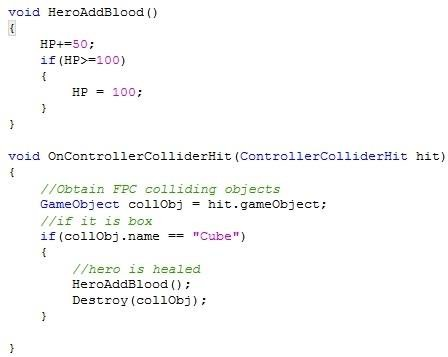 void HeroAddBlood()
{
    HP+=50;
    if(HP>=100)
    {
        HP = 100;
    }
}

void OnControllerColliderHit(ControllerColliderHit hit)
{
    //Obtain FPC colliding objects
    GameObject collObj = hit.gameObject;
    //if it is box
    if(collObj.name == "Cube")
    {
        //hero is healed
        HeroAddBlood();
        Destroy(collObj);
    }

}